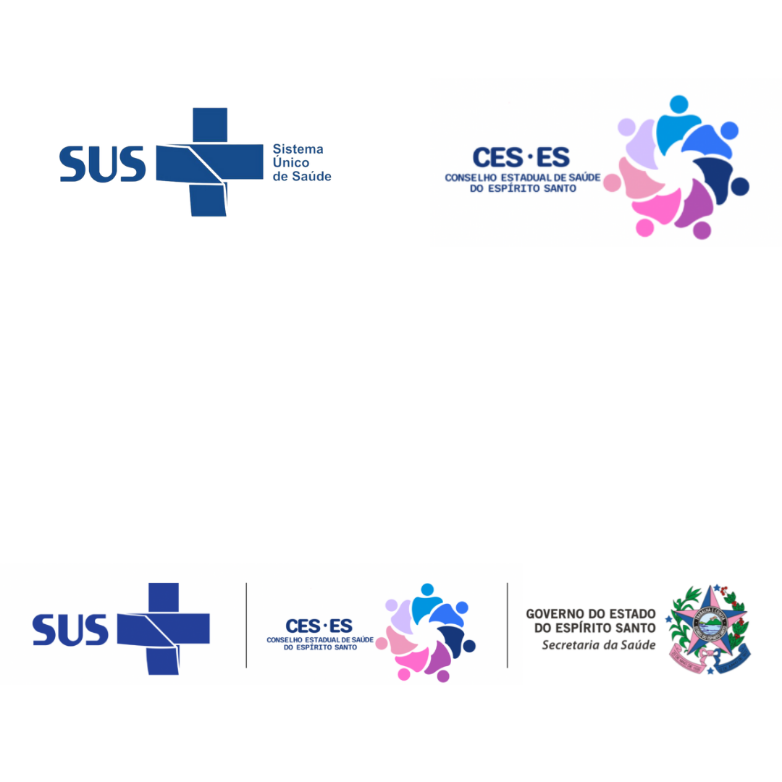 SUS
Sistema
Único
de Saúde
CES·ES
CONSELHO ESTADUAL DE SAÚDE
DO ESPÍRITO SANTO
SUS
CES·ES
CONSELHO ESTADUAL DE SAÚDE
DO ESPÍRITO SANTO
GOVERNO DO ESTADO
DO ESPÍRITO SANTO
Secretaria da Saúde